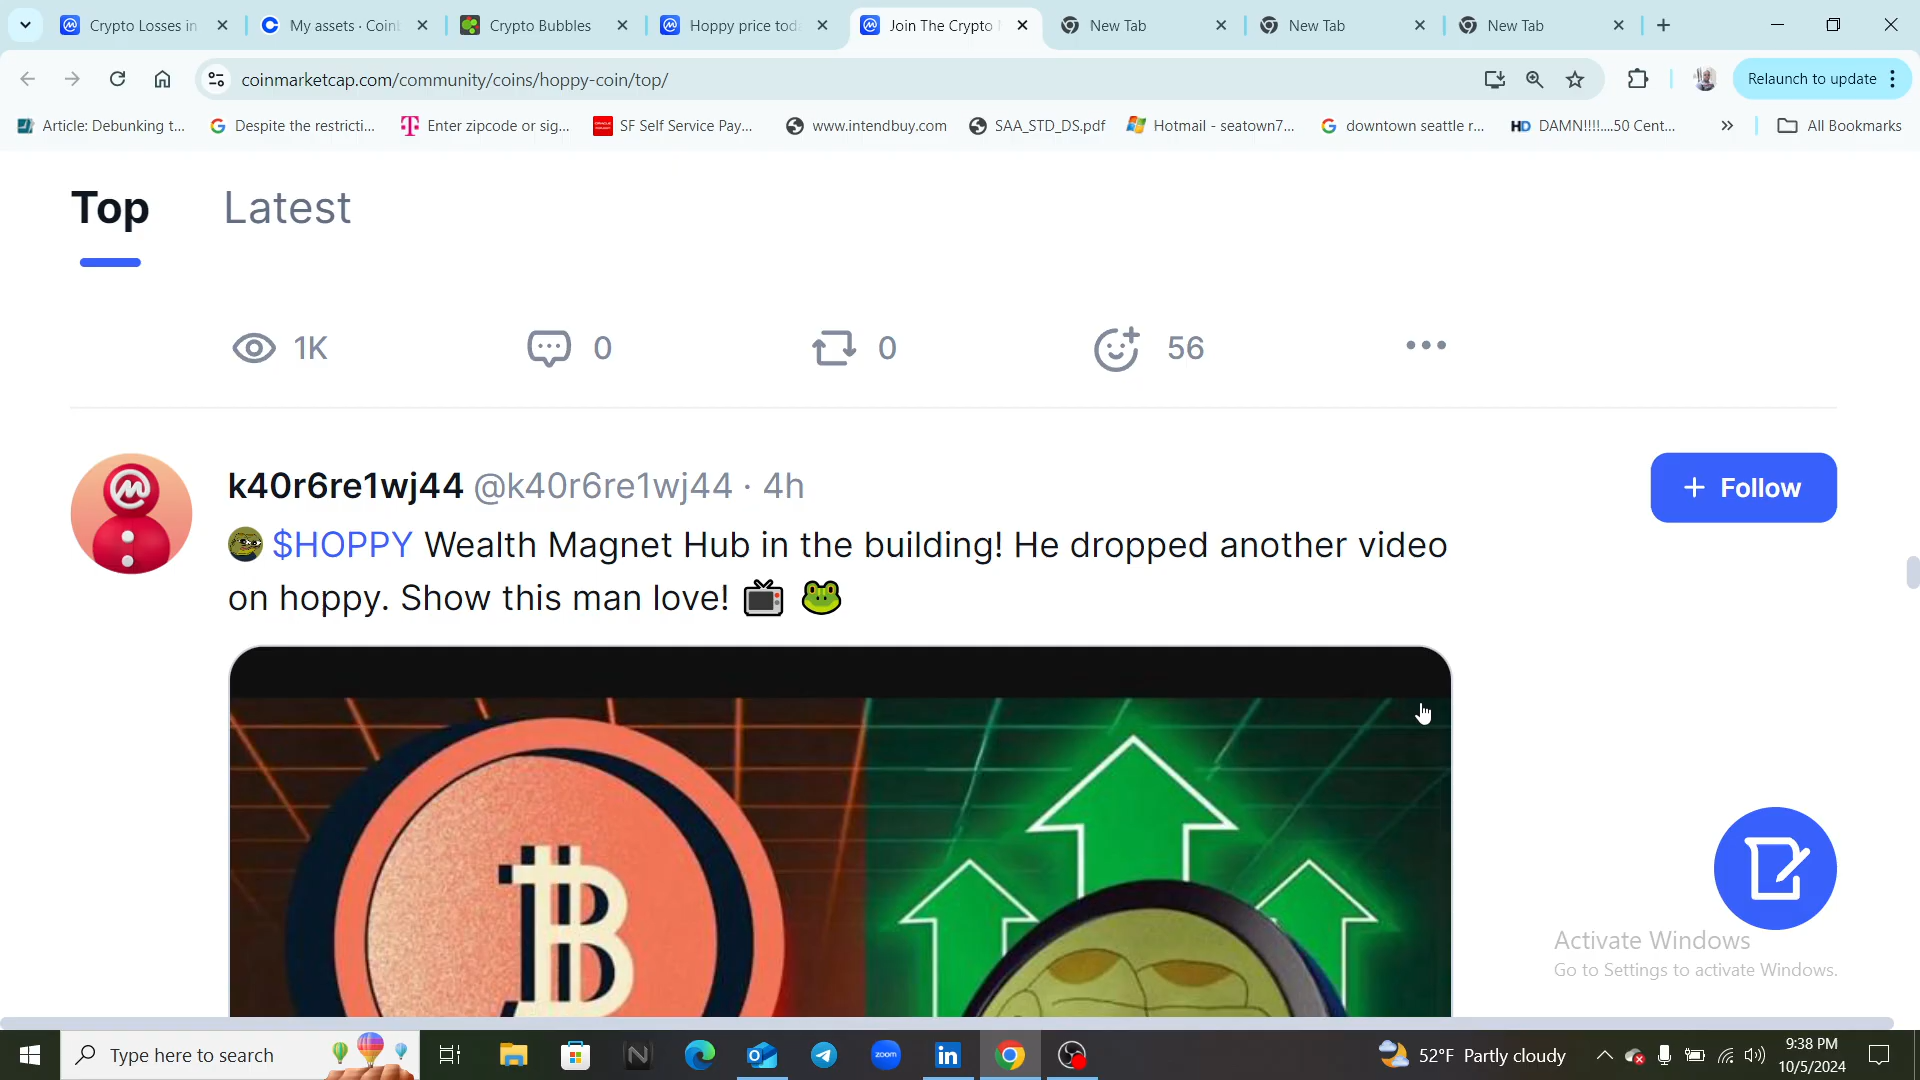 Crypto Losses in
My assets · Coin
Crypto Bubbles
Hoppy price tod
Join The Crypto
New Tab
New Tab
New Tab
coinmarketcap.com/community/coins/hoppy-coin/top/
Relaunch to update
Article: Debunking t...
Despite the restricti...
Enter zipcode or sig...
SF Self Service Pay...
www.intendbuy.com
SAA_STD_DS.pdf
Hotmail - seatown7...
downtown seattle r...
HD DAMN!!!!....50 Cent...
All Bookmarks
Top Latest
1K 0 0 56
k40r6re1wj44 @k40r6re1wj44 · 4h
+ Follow
$HOPPY Wealth Magnet Hub in the building! He dropped another video
on hoppy. Show this man love! 📺 🐸
Activate Windows
Go to Settings to activate Windows.
Type here to search
zoom
52°F Partly cloudy
9:38 PM
10/5/2024